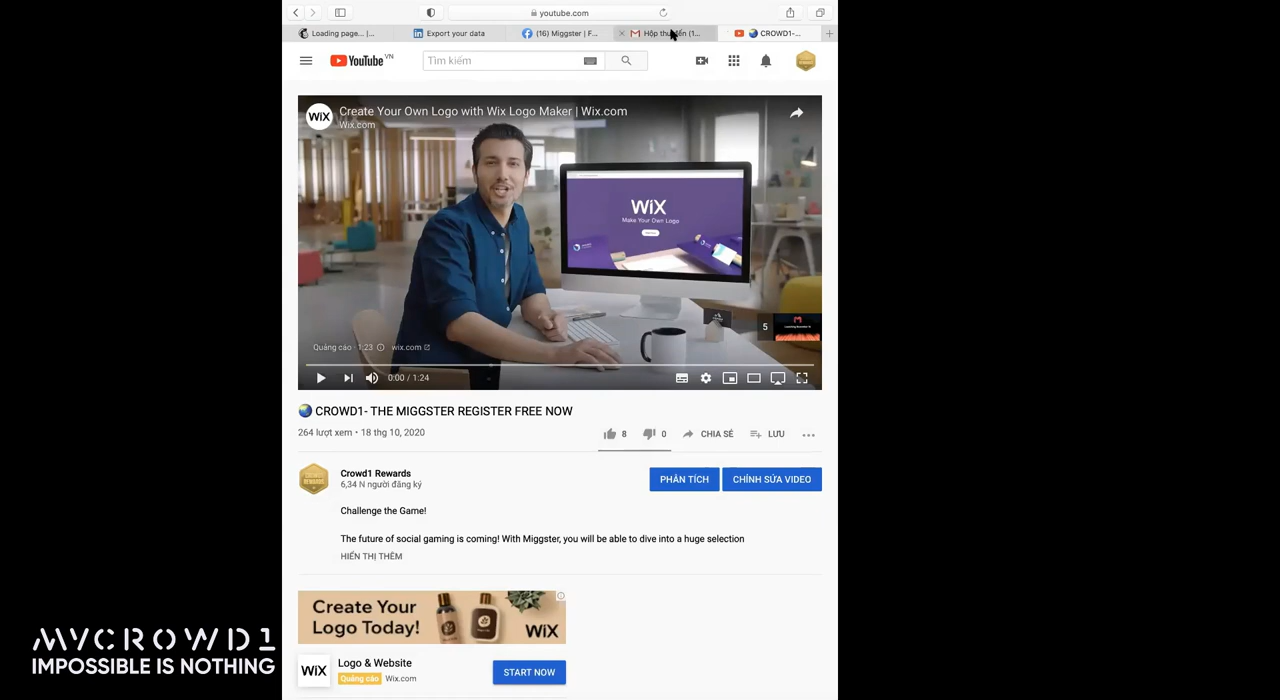 youtube.com
Loading page... |...
Export your data
(16) Miggster | F...
Hộp thư đến (1...
CROWD1-...
YouTube VN
Tìm kiếm
WiX
Create Your Own Logo with Wix Logo Maker | Wix.com
Wix.com
WiX
Make Your Own Logo
5
Quảng cáo · 1:23
wix.com
0:00 / 1:24
CROWD1- THE MIGGSTER REGISTER FREE NOW
264 lượt xem • 18 thg 10, 2020
8
0
CHIA SẺ
LƯU
Crowd1 Rewards
6,34 N người đăng ký
PHÂN TÍCH
CHỈNH SỬA VIDEO
Challenge the Game!
The future of social gaming is coming! With Miggster, you will be able to dive into a huge selection
HIỂN THỊ THÊM
Create Your
Logo Today!
WiX
WiX
Logo & Website
Quảng cáo Wix.com
START NOW
MYCROWD1
IMPOSSIBLE IS NOTHING